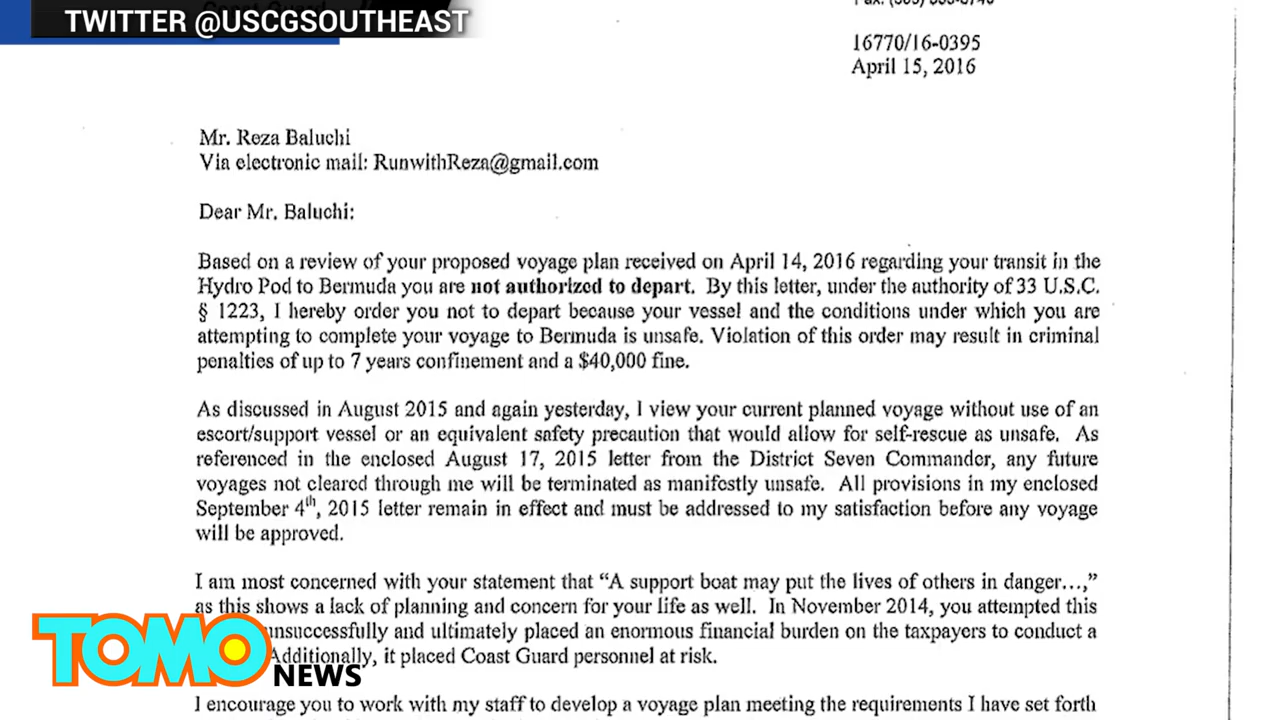 TWITTER @USCGSOUTHEAST
16770/16-0395
April 15, 2016
Mr. Reza Baluchi
Via electronic mail: RunwithReza@gmail.com
Dear Mr. Baluchi:
Based on a review of your proposed voyage plan received on April 14, 2016 regarding your transit in the
Hydro Pod to Bermuda you are not authorized to depart. By this letter, under the authority of 33 U.S.C.
§ 1223, I hereby order you not to depart because your vessel and the conditions under which you are
attempting to complete your voyage to Bermuda is unsafe. Violation of this order may result in criminal
penalties of up to 7 years confinement and a $40,000 fine.
As discussed in August 2015 and again yesterday, I view your current planned voyage without use of an
escort/support vessel or an equivalent safety precaution that would allow for self-rescue as unsafe. As
referenced in the enclosed August 17, 2015 letter from the District Seven Commander, any future
voyages not cleared through me will be terminated as manifestly unsafe. All provisions in my enclosed
September 4th, 2015 letter remain in effect and must be addressed to my satisfaction before any voyage
will be approved.
I am most concerned with your statement that “A support boat may put the lives of others in danger…,”
as this shows a lack of planning and concern for your life as well. In November 2014, you attempted this
unsuccessfully and ultimately placed an enormous financial burden on the taxpayers to conduct a
Additionally, it placed Coast Guard personnel at risk.
I encourage you to work with my staff to develop a voyage plan meeting the requirements I have set forth
TOMO
NEWS